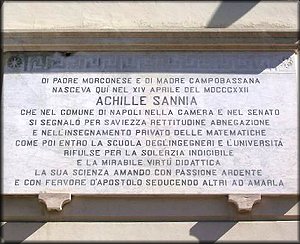 DI PADRE MORCONESE E DI MADRE CAMPOBASSANA
NASCEVA QUI NEL XIV APRILE DEL MDCCCXXII
ACHILLE SANNIA
CHE NEL COMUNE DI NAPOLI NELLA CAMERA E NEL SENATO
SI SEGNALÒ PER SAVIEZZA RETTITUDINE ABNEGAZIONE
E NELL'INSEGNAMENTO PRIVATO DELLE MATEMATICHE
COME POI ENTRO LA SCUOLA DEGL'INGEGNERI E L'UNIVERSITÀ
RIFULSE PER LA SOLERZIA INDICIBILE
E LA MIRABILE VIRTÙ DIDATTICA
LA SUA SCIENZA AMANDO CON PASSIONE ARDENTE
E CON FERVORE D'APOSTOLO SEDUCENDO ALTRI AD AMARLA